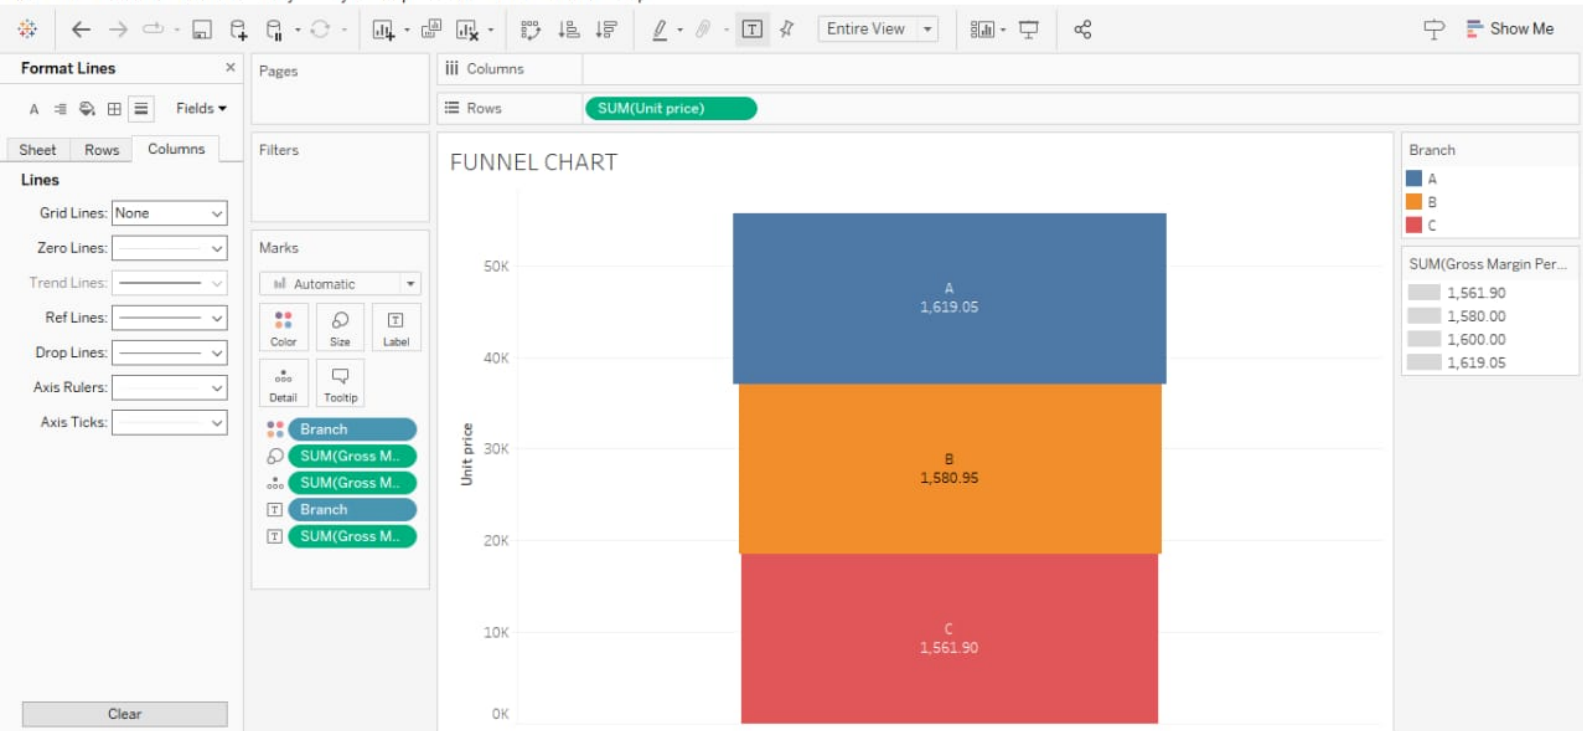 Entire View
Show Me
Format Lines
Fields
Sheet Rows Columns
Lines
Grid Lines: None
Zero Lines:
Trend Lines:
Ref Lines:
Drop Lines:
Axis Rulers:
Axis Ticks:
Clear
Pages
Filters
Marks
Automatic
Color Size Label
Detail Tooltip
Branch
SUM(Gross M..
SUM(Gross M..
Branch
SUM(Gross M..
Columns
Rows SUM(Unit price)
FUNNEL CHART
Unit price
50K
40K
30K
20K
10K
0K
A
1,619.05
B
1,580.95
C
1,561.90
Branch
A
B
C
SUM(Gross Margin Per...
1,561.90
1,580.00
1,600.00
1,619.05